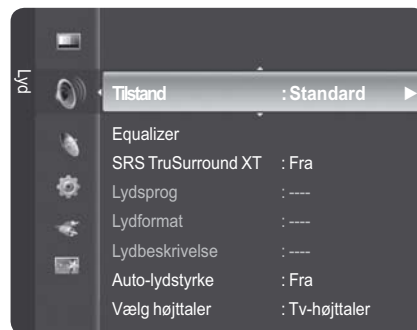 Lyd
Tilstand : Standard
Equalizer
SRS TruSurround XT : Fra
Lydsprog : ----
Lydformat : ----
Lydbeskrivelse : ----
Auto-lydstyrke : Fra
Vælg højttaler : Tv-højttaler